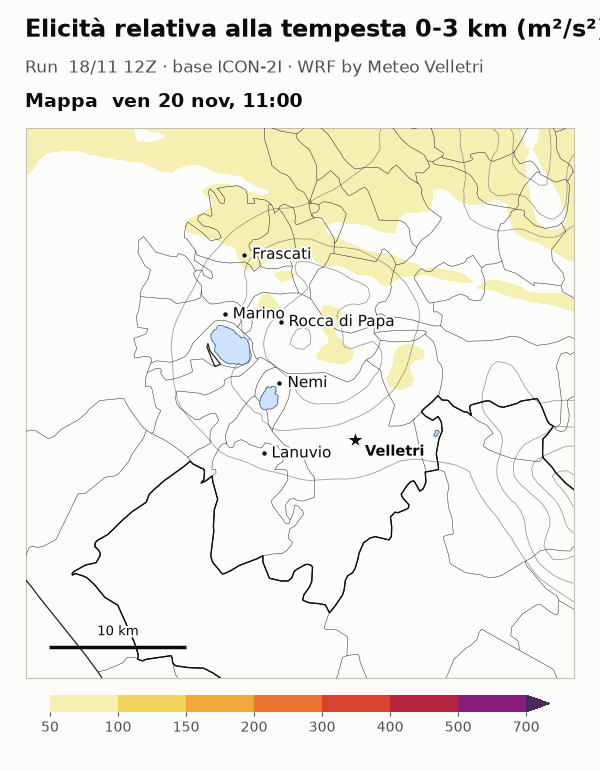 Elicità relativa alla tempesta 0-3 km (m²/s²)
Run  18/11 12Z · base ICON-2I · WRF by Meteo Velletri
Mappa  ven 20 nov, 11:00
Frascati
Marino
Rocca di Papa
Nemi
Velletri
Lanuvio
10 km
50 100 150 200 300 400 500 700